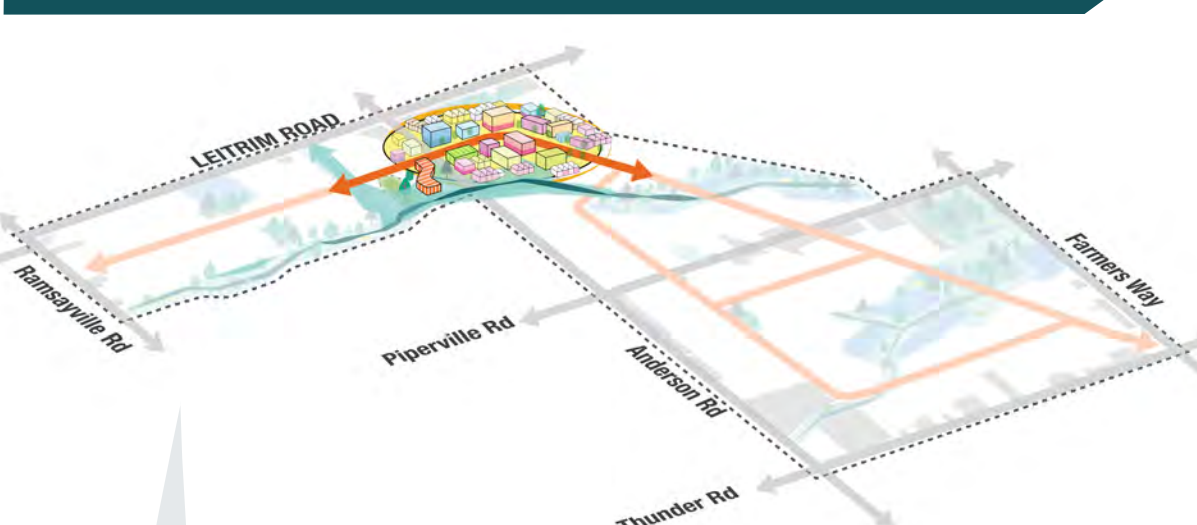 LEITRIM ROAD
Ramsayville Rd
Farmers Way
Piperville Rd
Anderson Rd
Thunder Rd